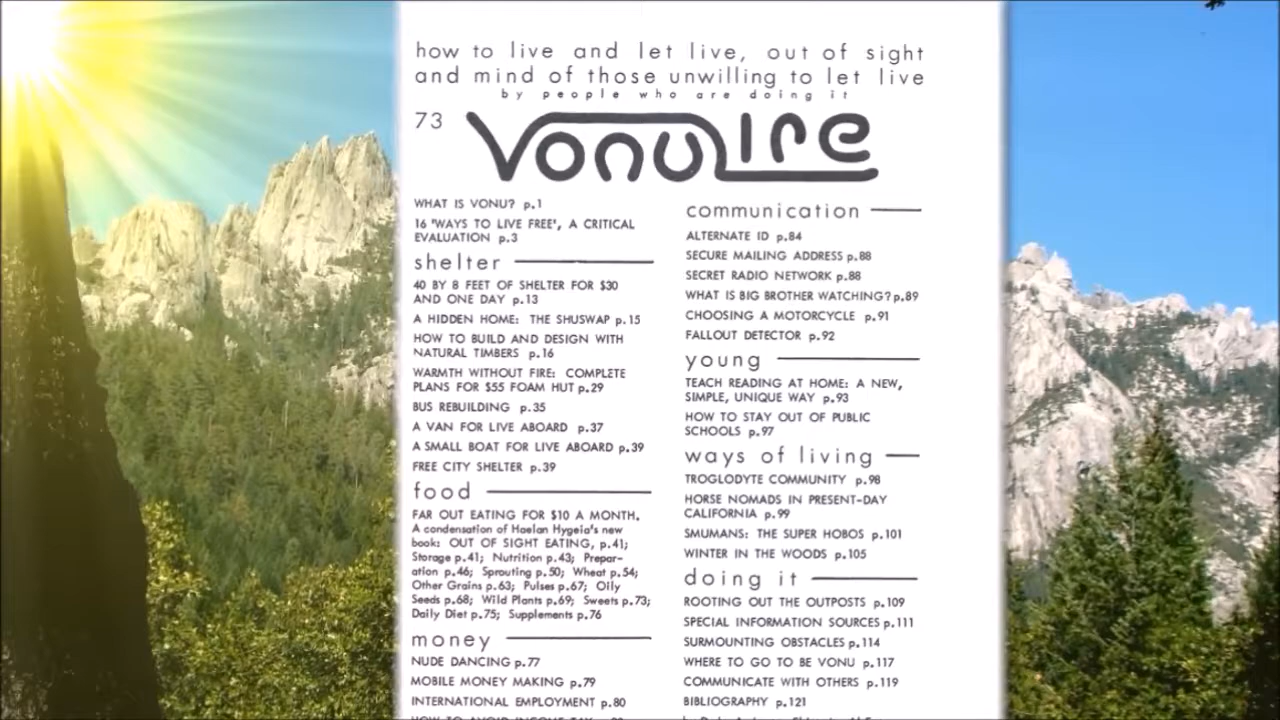 how to live and let live, out of sight
and mind of those unwilling to let live
by people who are doing it
73 VONULIFE
WHAT IS VONU? p.1
16 "WAYS TO LIVE FREE", A CRITICAL
EVALUATION p.3
shelter
40 BY 8 FEET OF SHELTER FOR $30
AND ONE DAY p.13
A HIDDEN HOME: THE SHUSWAP p.15
HOW TO BUILD AND DESIGN WITH
NATURAL TIMBERS p.16
WARMTH WITHOUT FIRE: COMPLETE
PLANS FOR $55 FOAM HUT p.29
BUS REBUILDING p.35
A VAN FOR LIVE ABOARD p.37
A SMALL BOAT FOR LIVE ABOARD p.39
FREE CITY SHELTER p.39
food
FAR OUT EATING FOR $10 A MONTH.
A condensation of Haelan Hygeia's new
book: OUT OF SIGHT EATING, p.41;
Storage p.41; Nutrition p.43; Prepar-
ation p.46; Sprouting p.50; Wheat p.54;
Other Grains p.63; Pulses p.67; Oily
Seeds p.68; Wild Plants p.69; Sweets p.73;
Daily Diet p.75; Supplements p.76
money
NUDE DANCING p.77
MOBILE MONEY MAKING p.79
INTERNATIONAL EMPLOYMENT p.80
communication
ALTERNATE ID p.84
SECURE MAILING ADDRESS p.88
SECRET RADIO NETWORK p.88
WHAT IS BIG BROTHER WATCHING? p.89
CHOOSING A MOTORCYCLE p.91
FALLOUT DETECTOR p.92
young
TEACH READING AT HOME: A NEW,
SIMPLE, UNIQUE WAY p.93
HOW TO STAY OUT OF PUBLIC
SCHOOLS p.97
ways of living
TROGLODYTE COMMUNITY p.98
HORSE NOMADS IN PRESENT-DAY
CALIFORNIA p.99
SMUMANS: THE SUPER HOBOS p.101
WINTER IN THE WOODS p.105
doing it
ROOTING OUT THE OUTPOSTS p.109
SPECIAL INFORMATION SOURCES p.111
SURMOUNTING OBSTACLES p.114
WHERE TO GO TO BE VONU p.117
COMMUNICATE WITH OTHERS p.119
BIBLIOGRAPHY p.121